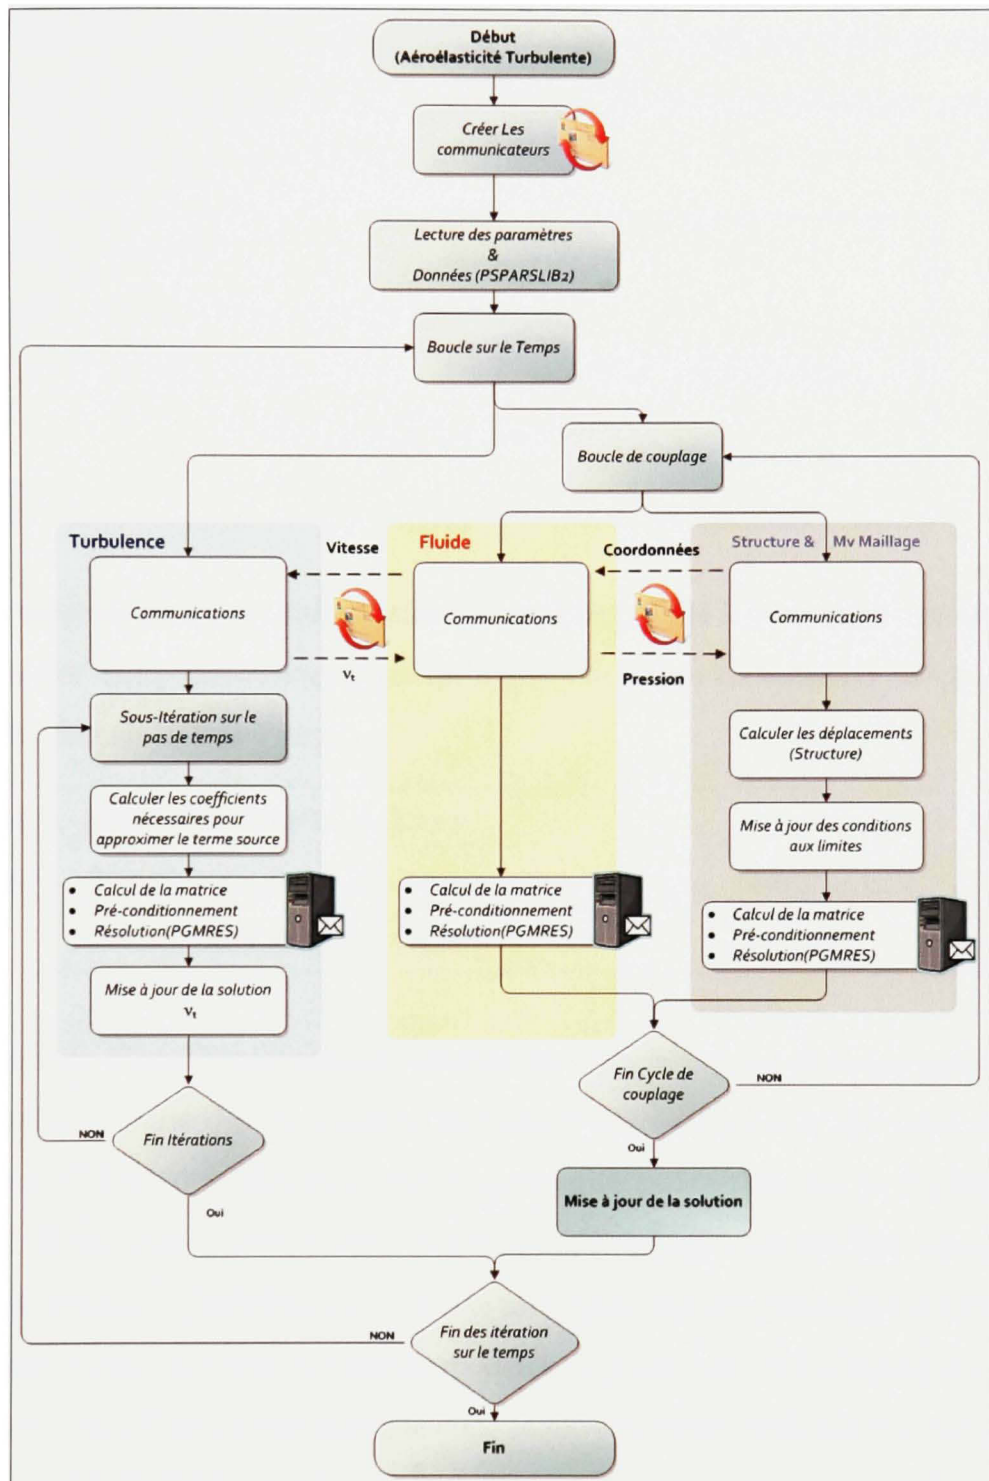 Début
(Aéroélasticité Turbulente)
Créer Les
communicateurs
Lecture des paramètres
&
Données (PSPARSLIB2)
Boucle sur le Temps
Boucle de couplage
Turbulence
Vitesse
Fluide
Coordonnées
Structure & Mv Maillage
Communications
Communications
Communications
νt
Pression
Sous-Itération sur le
pas de temps
Calculer les déplacements
(Structure)
Calculer les coefficients
nécessaires pour
approximer le terme source
Mise à jour des conditions
aux limites
• Calcul de la matrice
• Pré-conditionnement
• Résolution(PGMRES)
• Calcul de la matrice
• Pré-conditionnement
• Résolution(PGMRES)
• Calcul de la matrice
• Pré-conditionnement
• Résolution(PGMRES)
Mise à jour de la solution
νt
Fin Cycle de
couplage
NON
Fin Itérations
NON
Oui
Oui
Mise à jour de la solution
Fin des itération
sur le temps
NON
Oui
Fin